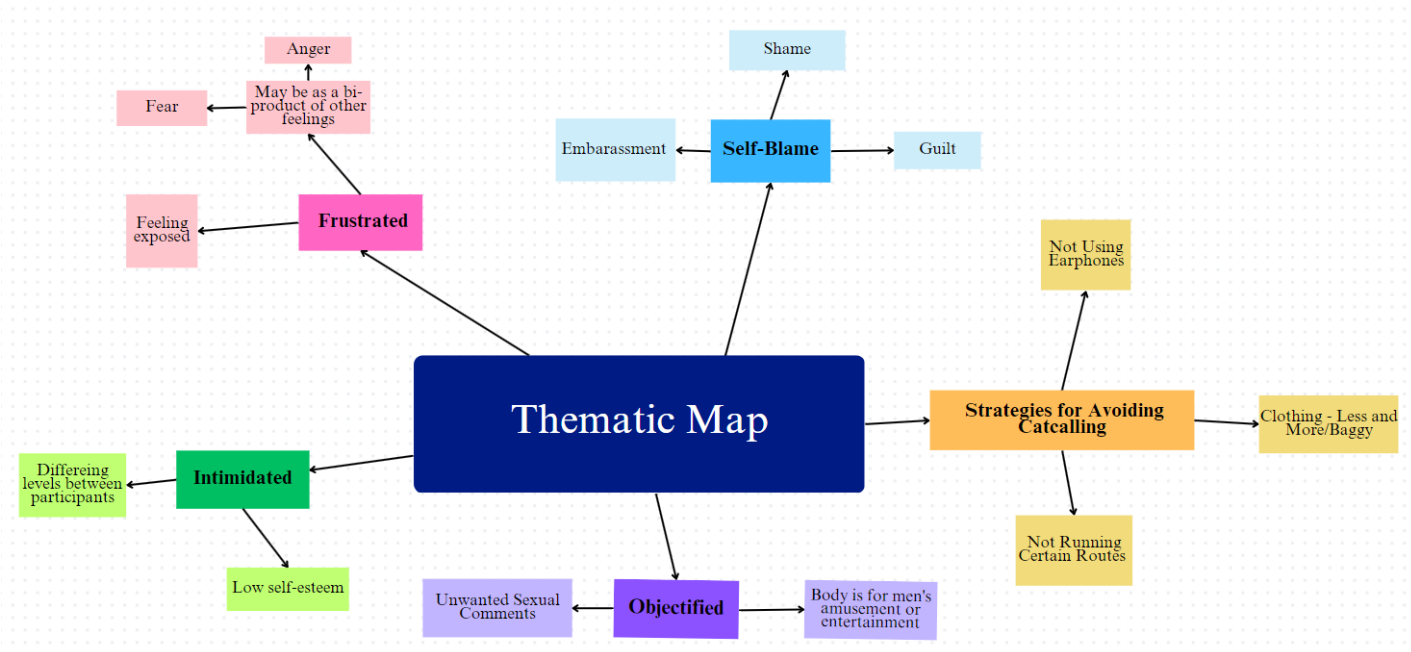 Anger
May be as a bi-
product of other
feelings
Fear
Feeling
exposed
Frustrated
Shame
Embarassment
Self-Blame
Guilt
Not Using
Earphones
Thematic Map
Strategies for Avoiding
Catcalling
Clothing - Less and
More/Baggy
Not Running
Certain Routes
Differeing
levels between
participants
Intimidated
Low self-esteem
Unwanted Sexual
Comments
Objectified
Body is for men's
amusement or
entertainment